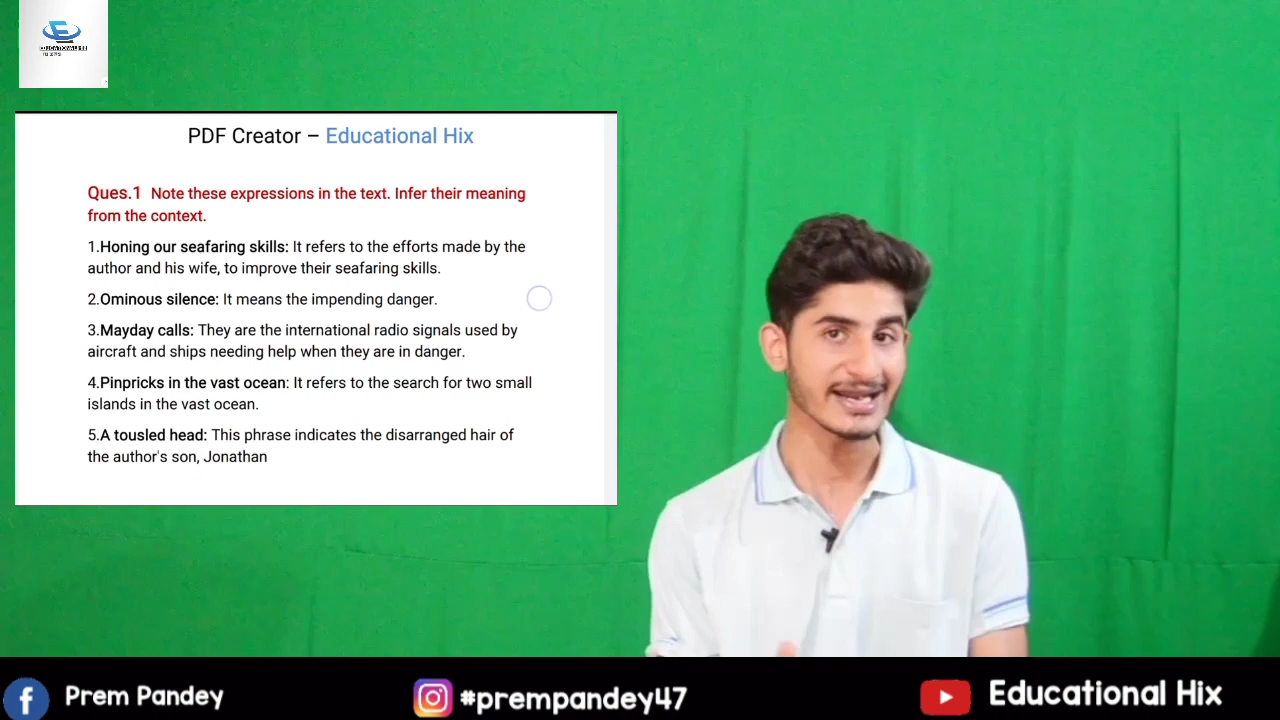 EDUCATIONAL HIX
PDF Creator – Educational Hix
Ques.1 Note these expressions in the text. Infer their meaning
from the context.
1.Honing our seafaring skills: It refers to the efforts made by the
author and his wife, to improve their seafaring skills.
2.Ominous silence: It means the impending danger.
3.Mayday calls: They are the international radio signals used by
aircraft and ships needing help when they are in danger.
4.Pinpricks in the vast ocean: It refers to the search for two small
islands in the vast ocean.
5.A tousled head: This phrase indicates the disarranged hair of
the author's son, Jonathan
Prem Pandey
#prempandey47
Educational Hix